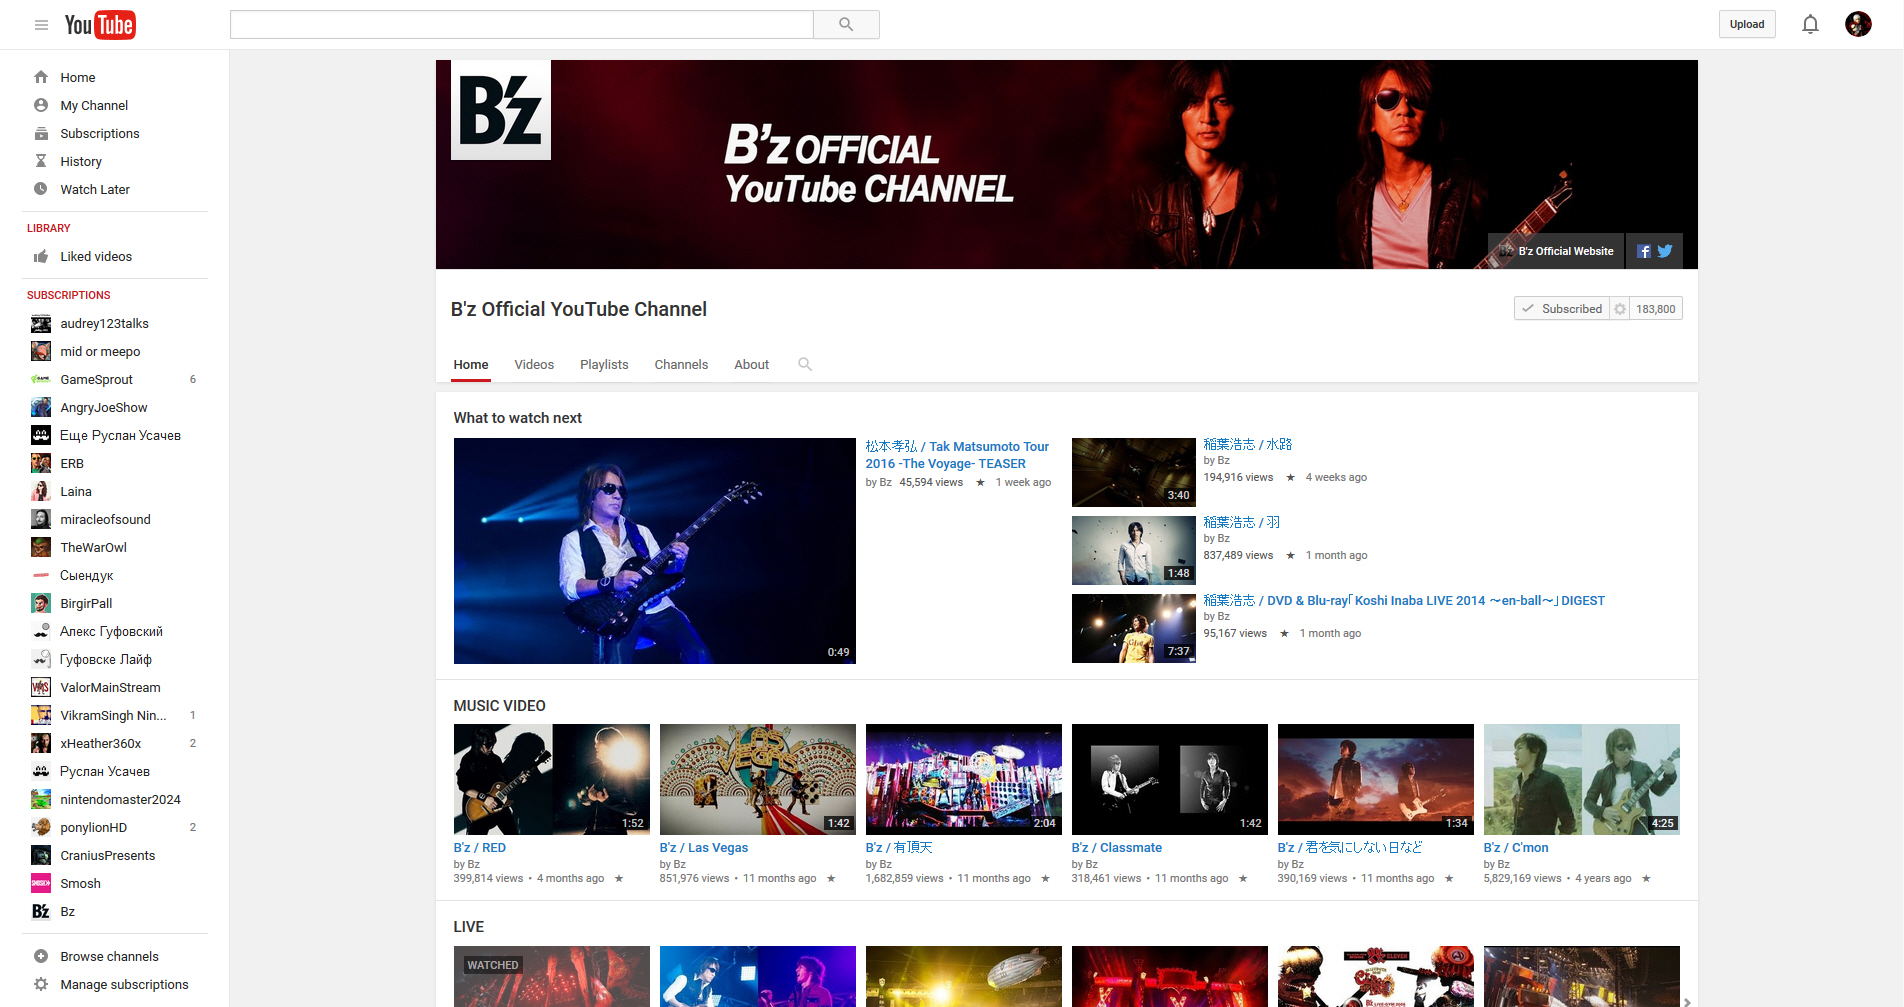 YouTube
Upload
Home
My Channel
Subscriptions
History
Watch Later
LIBRARY
Liked videos
SUBSCRIPTIONS
audrey123talks
mid or meepo
GameSprout 6
AngryJoeShow
Еще Руслан Усачев
ERB
Laina
miracleofsound
TheWarOwl
Сыендук
BirgirPall
Алекс Гуфовский
Гуфовске Лайф
ValorMainStream
VikramSingh Nin... 1
xHeather360x 2
Руслан Усачев
nintendomaster2024
ponylionHD 2
CraniusPresents
SMOSH
Smosh
B'z
Bz
Browse channels
Manage subscriptions
B'z
B'z OFFICIAL
YouTube CHANNEL
B'z Official Website
B'z Official YouTube Channel
Subscribed 183,800
Home Videos Playlists Channels About
What to watch next
0:49
松本孝弘 / Tak Matsumoto Tour
2016 -The Voyage- TEASER
by Bz 45,594 views ★ 1 week ago
3:40
稲葉浩志 / 水路
by Bz
194,916 views ★ 4 weeks ago
1:48
稲葉浩志 / 羽
by Bz
837,489 views ★ 1 month ago
7:37
稲葉浩志 / DVD & Blu-ray「Koshi Inaba LIVE 2014 ～en-ball～」DIGEST
by Bz
95,167 views ★ 1 month ago
MUSIC VIDEO
1:52 1:42 2:04 1:42 1:34 4:25
B'z / RED B'z / Las Vegas B'z / 有頂天 B'z / Classmate B'z / 君を気にしない日など B'z / C'mon
by Bz by Bz by Bz by Bz by Bz by Bz
399,814 views • 4 months ago ★ 851,976 views • 11 months ago ★ 1,682,859 views • 11 months ago ★ 318,461 views • 11 months ago ★ 390,169 views • 11 months ago ★ 5,829,169 views • 4 years ago ★
LIVE
WATCHED